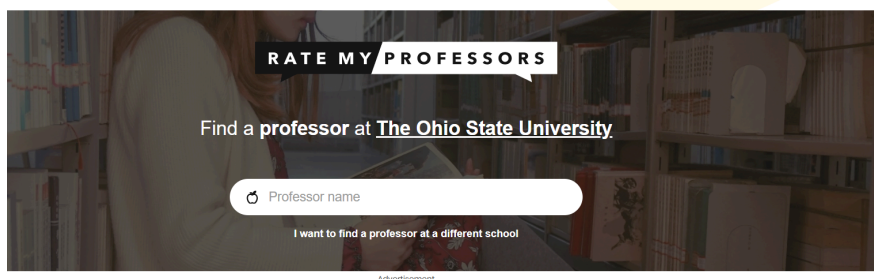 RATE MY PROFESSORS
Find a professor at The Ohio State University
Professor name
I want to find a professor at a different school
Advertisement